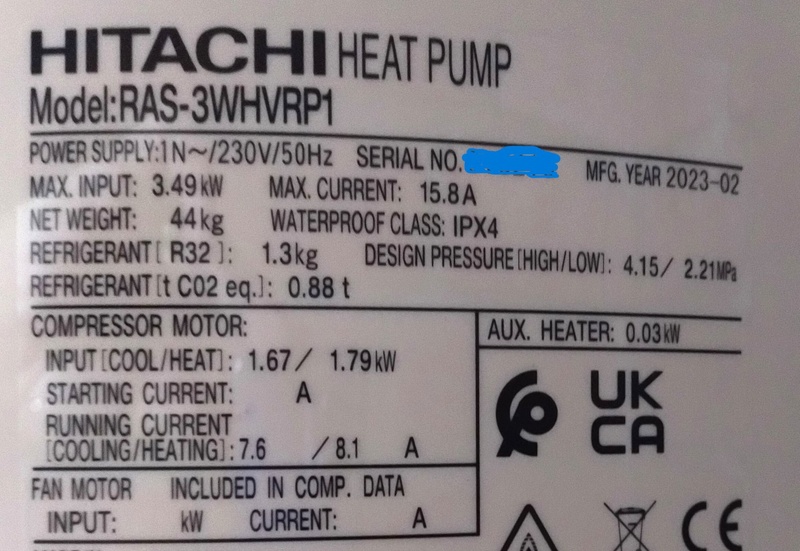 HITACHI HEAT PUMP
Model:RAS-3WHVRP1
POWER SUPPLY:1N~/230V/50Hz SERIAL NO. MFG. YEAR 2023-02
MAX. INPUT: 3.49kW MAX. CURRENT: 15.8A
NET WEIGHT: 44kg WATERPROOF CLASS: IPX4
REFRIGERANT[ R32 ]: 1.3kg DESIGN PRESSURE[HIGH/LOW]: 4.15/ 2.21MPa
REFRIGERANT[t CO2 eq.]: 0.88 t
COMPRESSOR MOTOR:
INPUT[COOL/HEAT]: 1.67/ 1.79kW
STARTING CURRENT: A
RUNNING CURRENT
[COOLING/HEATING]:7.6 /8.1 A
FAN MOTOR INCLUDED IN COMP. DATA
INPUT: kW CURRENT: A
AUX. HEATER: 0.03kW
UK
CA
CE